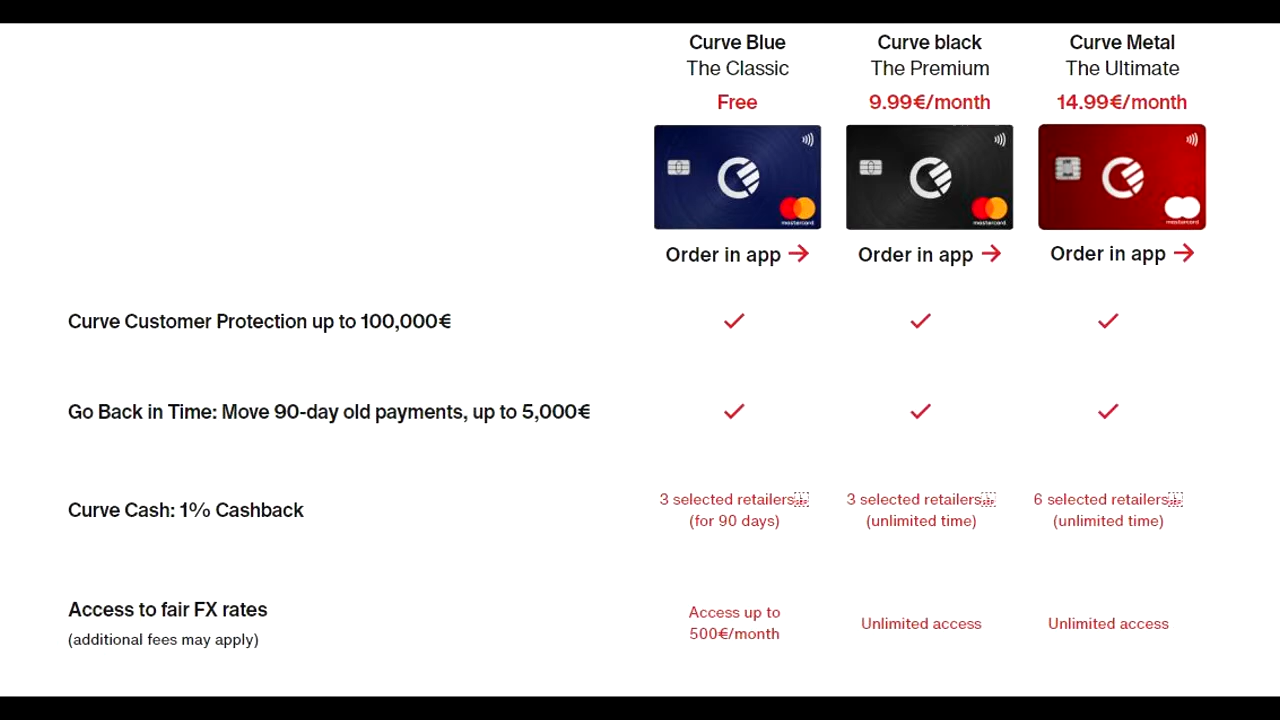 Curve Blue
The Classic
Free
Curve black
The Premium
9.99€/month
Curve Metal
The Ultimate
14.99€/month
mastercard
mastercard
mastercard
Order in app →
Order in app →
Order in app →
Curve Customer Protection up to 100,000€
Go Back in Time: Move 90-day old payments, up to 5,000€
Curve Cash: 1% Cashback
3 selected retailers
(for 90 days)
3 selected retailers
(unlimited time)
6 selected retailers
(unlimited time)
Access to fair FX rates
(additional fees may apply)
Access up to
500€/month
Unlimited access
Unlimited access